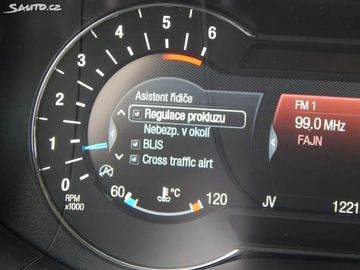 Sauto.cz
6
5
4
3
2
1
0
RPM
x1000
Asistent řidiče
Regulace prokluzu
Nebezp. v okolí
BLIS
Cross traffic alrt
60
°C
120
FM 1
99.0 MHz
FAJN
JV
1221